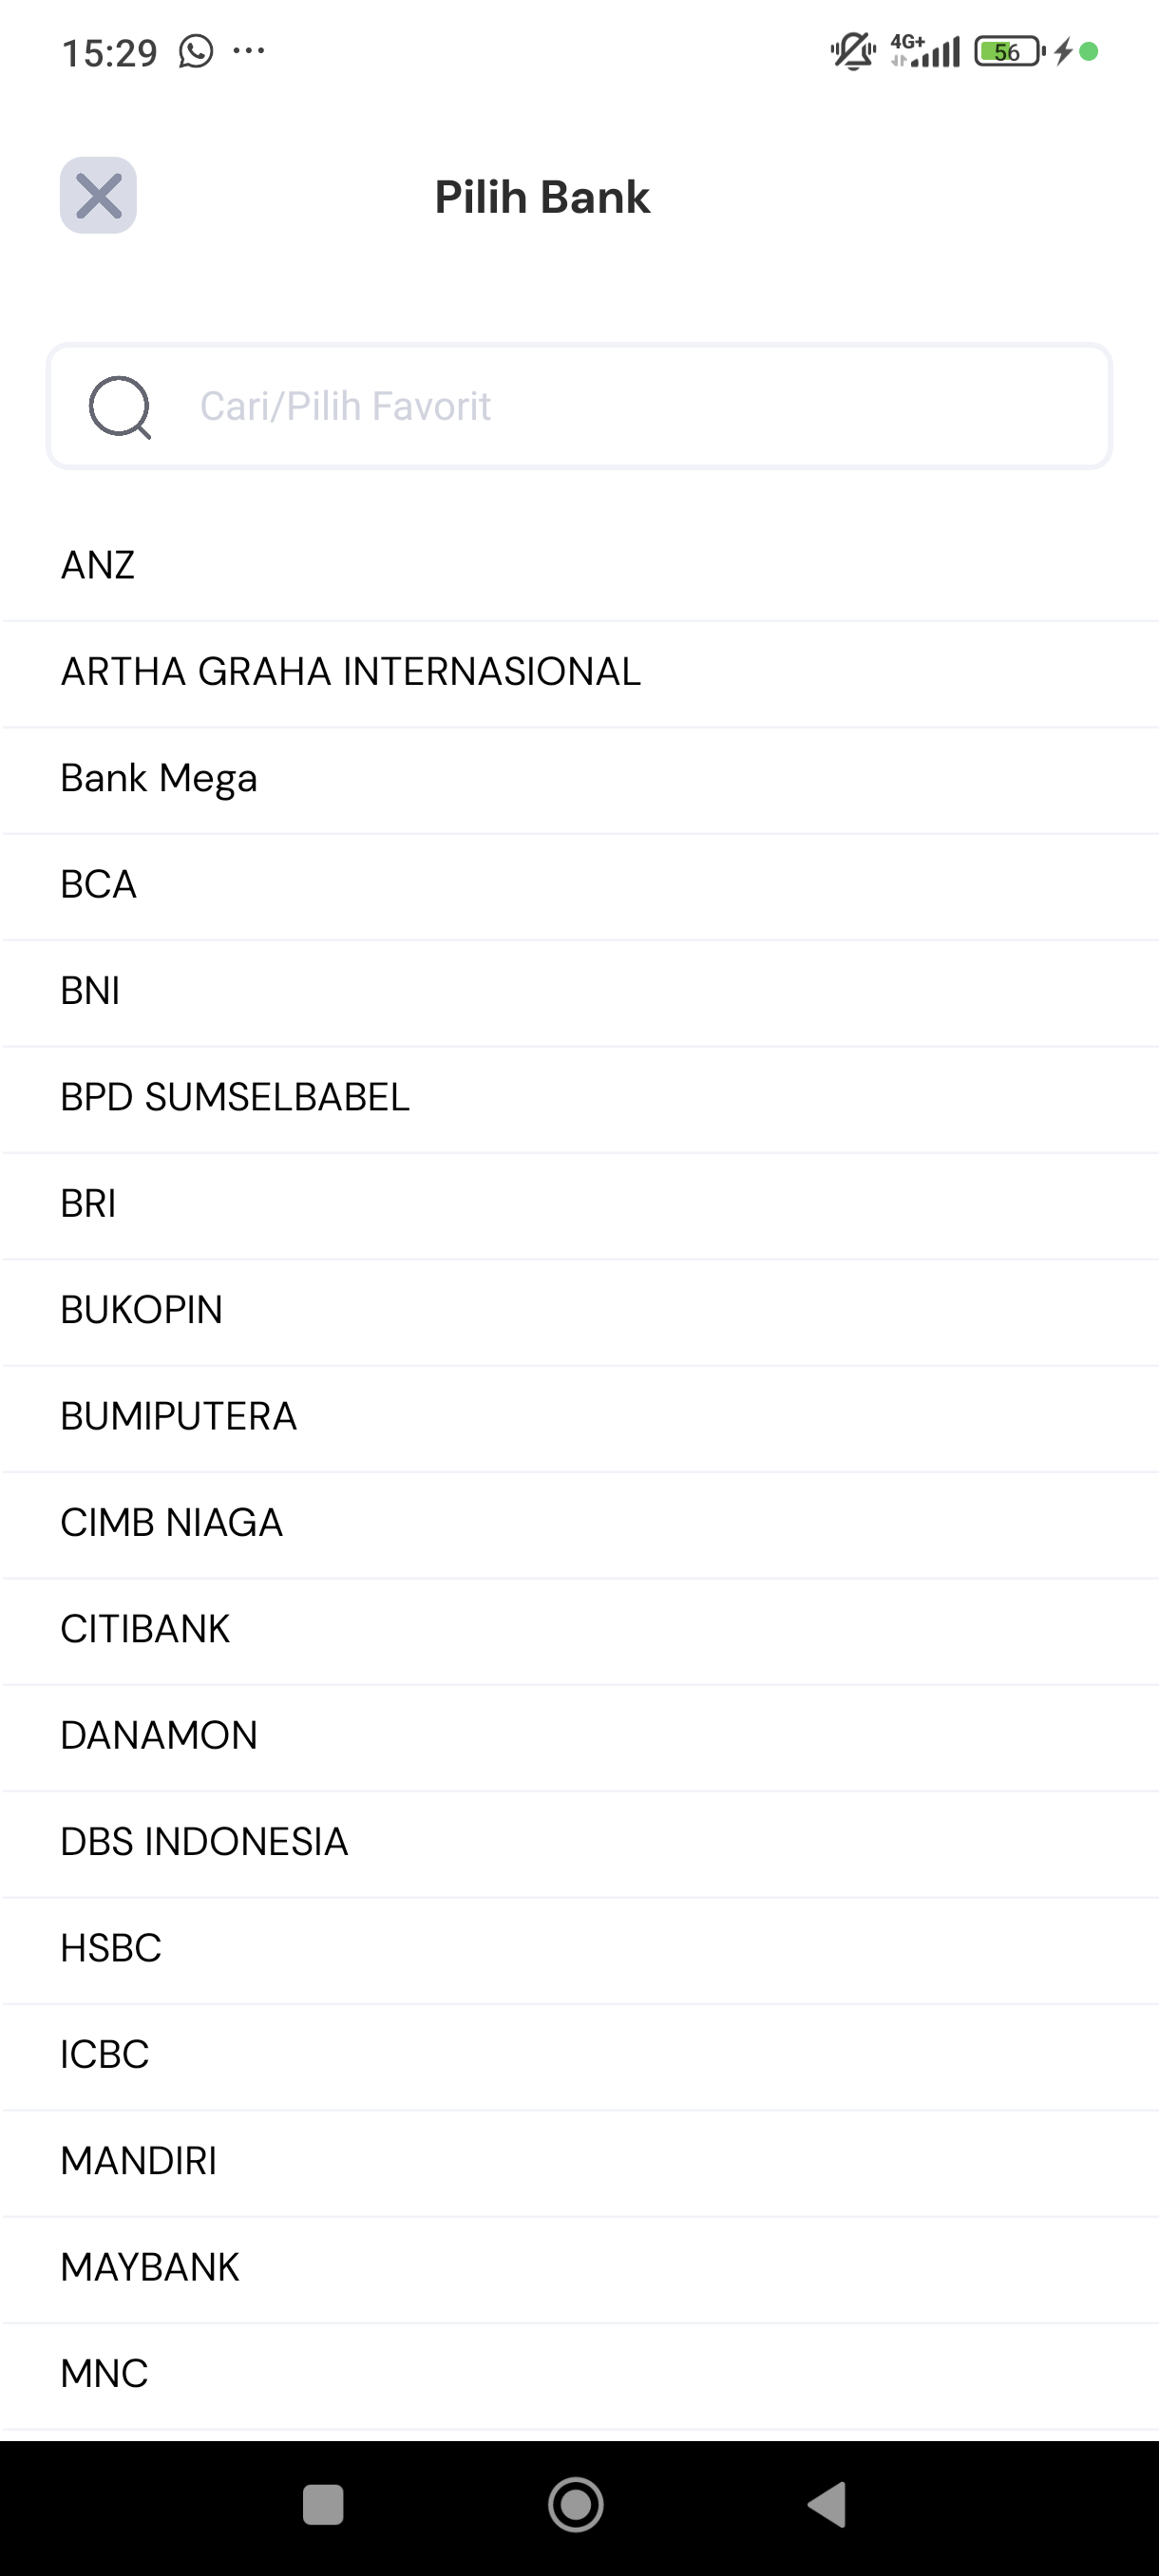 15:29
4G+
56
Pilih Bank
Cari/Pilih Favorit
ANZ
ARTHA GRAHA INTERNASIONAL
Bank Mega
BCA
BNI
BPD SUMSELBABEL
BRI
BUKOPIN
BUMIPUTERA
CIMB NIAGA
CITIBANK
DANAMON
DBS INDONESIA
HSBC
ICBC
MANDIRI
MAYBANK
MNC